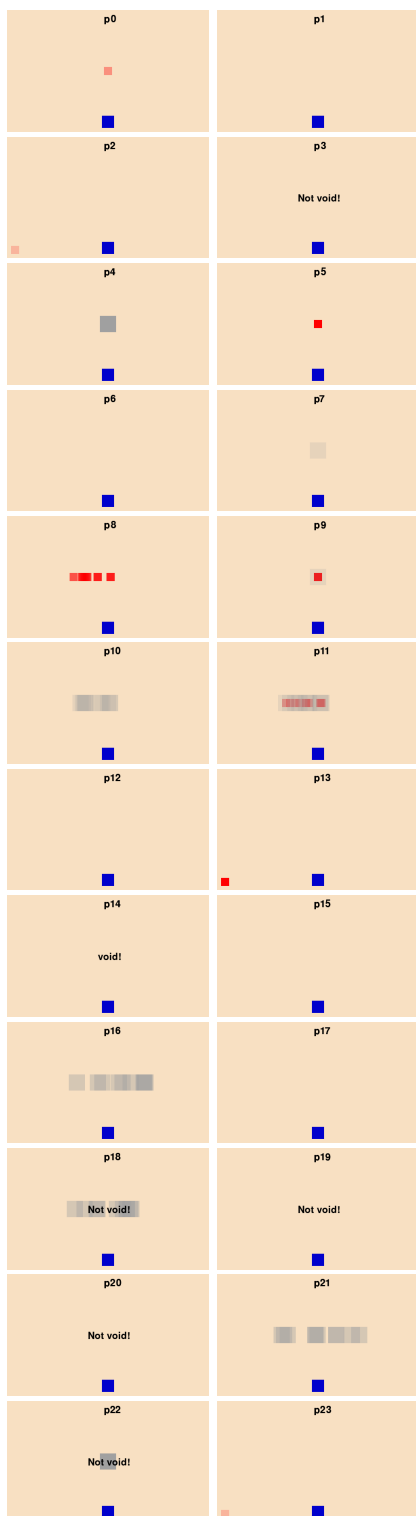 p0
p1
p2
p3
Not void!
p4
p5
p6
p7
p8
p9
p10
p11
p12
p13
p14
void!
p15
p16
p17
p18
Not void!
p19
Not void!
p20
Not void!
p21
p22
Not void!
p23